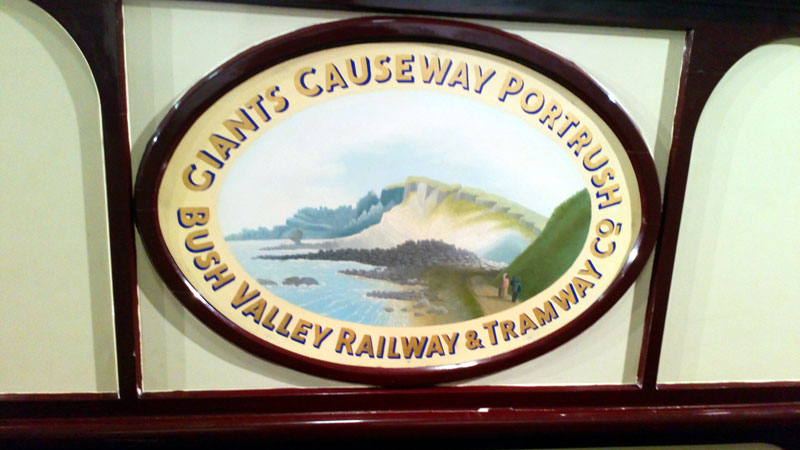 GIANTS CAUSEWAY PORTRUSH
BUSH VALLEY RAILWAY & TRAMWAY CO